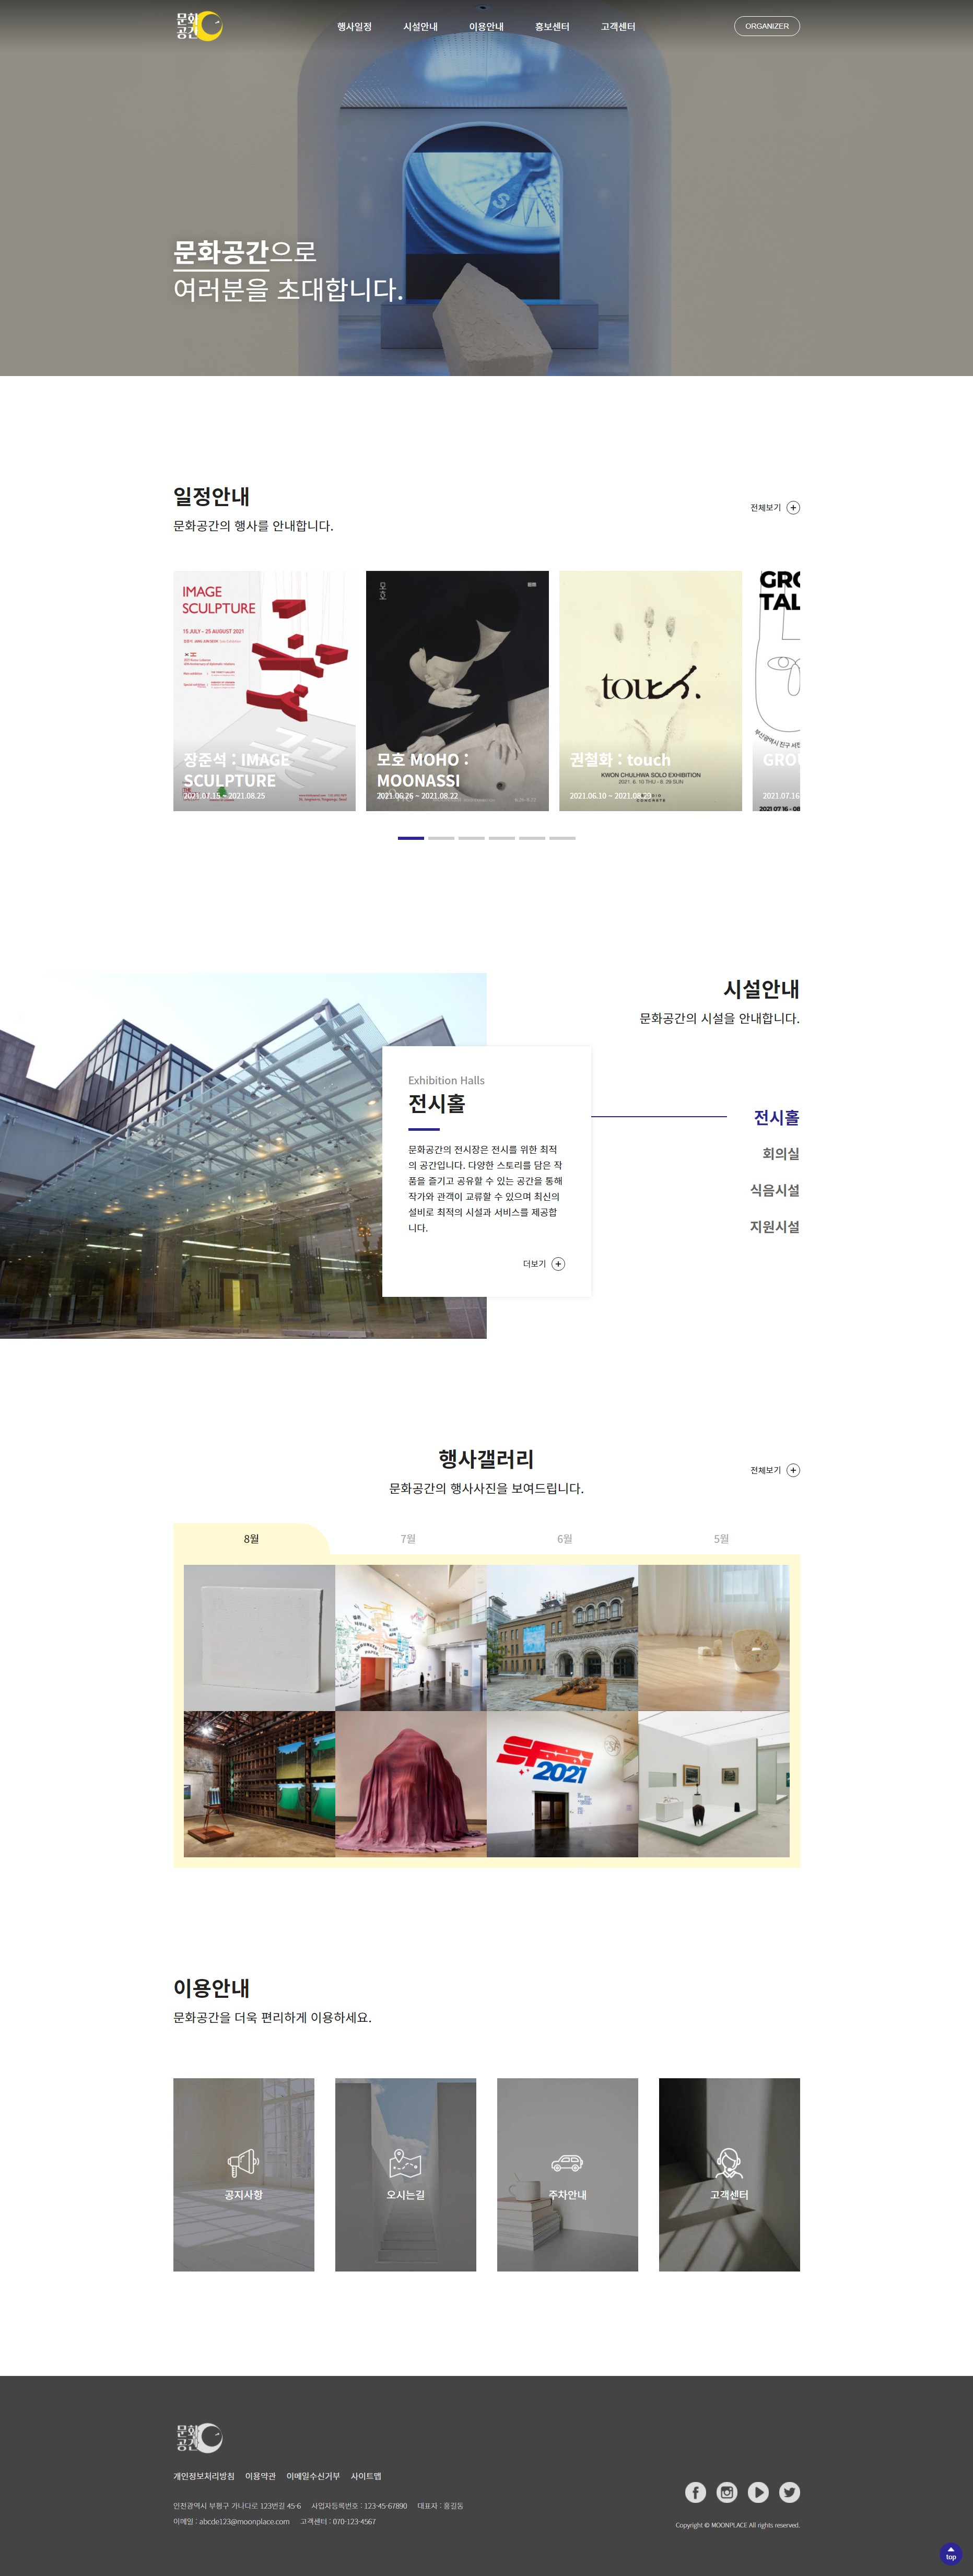 문화공간
행사일정 시설안내 이용안내 홍보센터 고객센터
ORGANIZER
문화공간으로
여러분을 초대합니다.
일정안내
문화공간의 행사를 안내합니다.
전체보기
IMAGE
SCULPTURE
15 JULY - 25 AUGUST 2021
장준석 : IMAGE
SCULPTURE
2021.07.15 ~ 2021.08.25
모호
모호 MOHO :
MOONASSI
2021.06.26 ~ 2021.08.22
touch.
권철화 : touch
KWON CHULHWA SOLO EXHIBITION
2021. 6. 10 THU - 8. 29 SUN
2021.06.10 ~ 2021.08.29
CONCRETE
GRO
TAL
부산광역시 진구 서전
GROU
2021.07.16
2021 07 16 - 08
시설안내
문화공간의 시설을 안내합니다.
Exhibition Halls
전시홀
문화공간의 전시장은 전시를 위한 최적
의 공간입니다. 다양한 스토리를 담은 작
품을 즐기고 공유할 수 있는 공간을 통해
작가와 관객이 교류할 수 있으며 최신의
설비로 최적의 시설과 서비스를 제공합
니다.
더보기
전시홀
회의실
식음시설
지원시설
행사갤러리
문화공간의 행사사진을 보여드립니다.
전체보기
8월 7월 6월 5월
2021
이용안내
문화공간을 더욱 편리하게 이용하세요.
공지사항 오시는길 주차안내 고객센터
문화공간
개인정보처리방침 이용약관 이메일수신거부 사이트맵
인천광역시 부평구 가나다로 123번길 45-6 사업자등록번호 : 123-45-67890 대표자 : 홍길동
이메일 : abcde123@moonplace.com 고객센터 : 070-123-4567
Copyright © MOONPLACE All rights reserved.
top